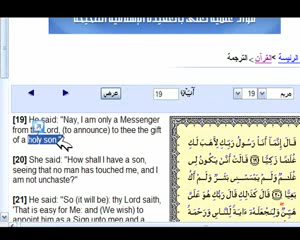 الرئيسة > القرآن > الترجمة
مريم
19
آية
19
عرض
[19] He said: "Nay, I am only a Messenger
from thy Lord, (to announce) to thee the gift
of a holy son."
[20] She said: "How shall I have a son,
seeing that no man has touched me, and I
am not unchaste?"
[21] He said: "So (it will be): thy Lord saith,
'That is easy for Me: and (We wish) to
appoint him as a Sign unto men and a
قَالَ إِنَّمَا أَنَا رَسُولُ رَبِّكِ لِأَهَبَ لَكِ
قَالَتْ أَنَّىٰ يَكُونُ لِي
وَلَمْ يَمْسَسْنِي بَشَرٌ وَلَمْ أَكُ
بَغِيًّا قَالَ كَذَٰلِكِ قَالَ رَبُّكِ هُوَ عَلَيَّ
هَيِّنٌ وَلِنَجْعَلَهُ آيَةً لِلنَّاسِ وَرَحْمَةً